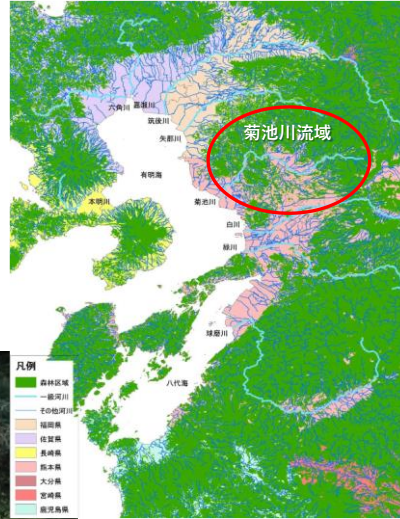 六角川
嘉瀬川
筑後川
矢部川
菊池川流域
有明海
本明川
菊池川
白川
緑川
球磨川
八代海
凡例
森林区域
一級河川
その他河川
福岡県
佐賀県
長崎県
熊本県
大分県
宮崎県
鹿児島県